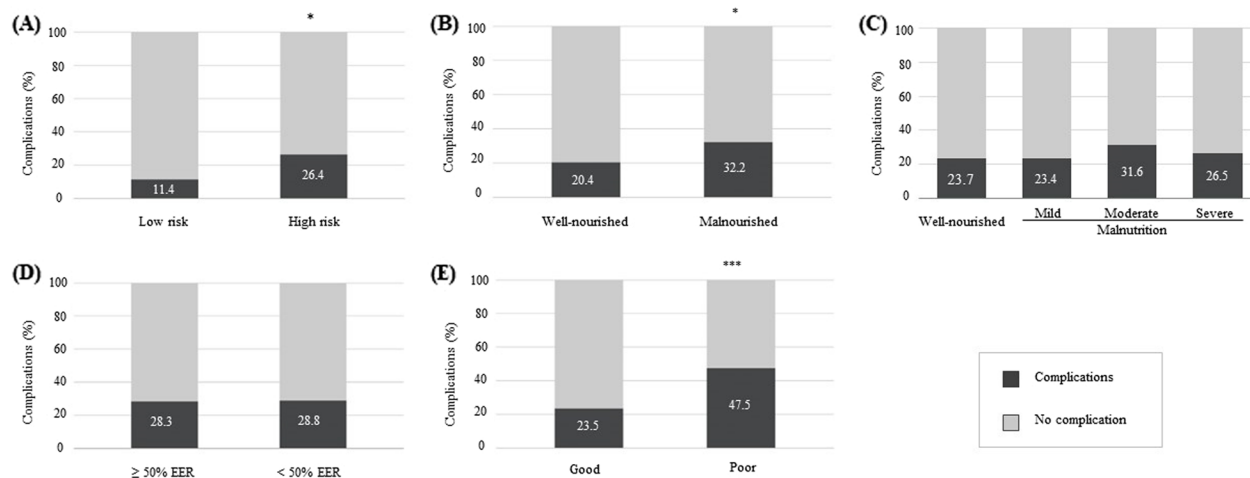 (A)
*
Complications (%)
100
80
60
40
20
0
11.4
26.4
Low risk
High risk
(B)
*
Complications (%)
100
80
60
40
20
0
20.4
32.2
Well-nourished
Malnourished
(C)
Complications (%)
100
80
60
40
20
0
23.7
23.4
31.6
26.5
Well-nourished
Mild
Moderate
Severe
Malnutrition
(D)
Complications (%)
100
80
60
40
20
0
28.3
28.8
≥ 50% EER
< 50% EER
(E)
***
Complications (%)
100
80
60
40
20
0
23.5
47.5
Good
Poor
Complications
No complication